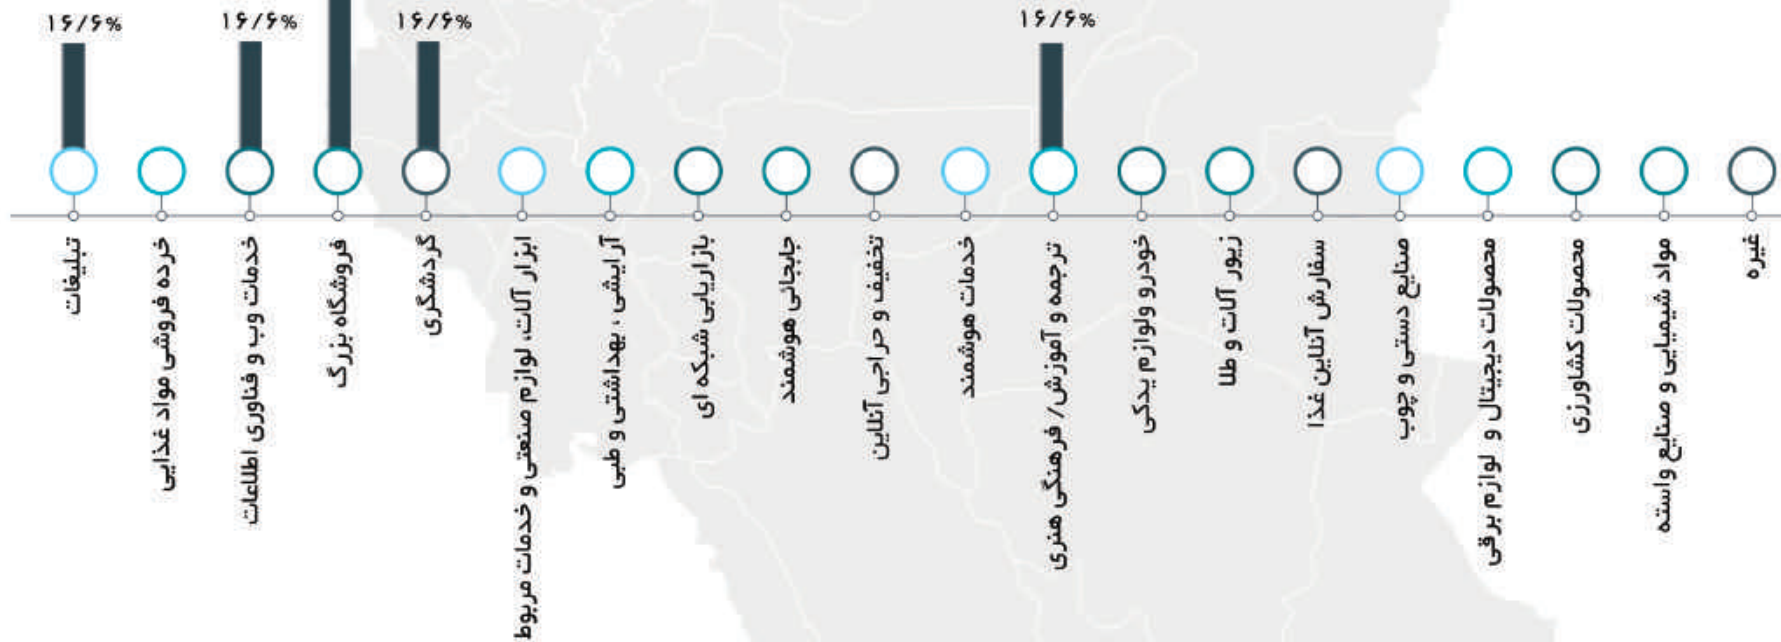 ۱۶/۶%
۱۶/۶%
۱۶/۶%
۱۶/۶%
تبلیغات
خرده فروشی مواد غذایی
خدمات وب و فناوری اطلاعات
فروشگاه بزرگ
گردشگری
ابزار آلات، لوازم صنعتی و خدمات مربوط
آرایشی ، بهداشتی و طبی
بازاریابی شبکه ای
جابجائی هوشمند
تخفیف و حراجی آنلاین
خدمات هوشمند
ترجمه و آموزش/ فرهنگی هنری
خودرو ولوازم یدکی
زیور آلات و طلا
سفارش آنلاین غذا
صنایع دستی و چوب
محصولات دیجیتال و لوازم برقی
محصولات کشاورزی
مواد شیمیایی و صنایع واسته
غیره